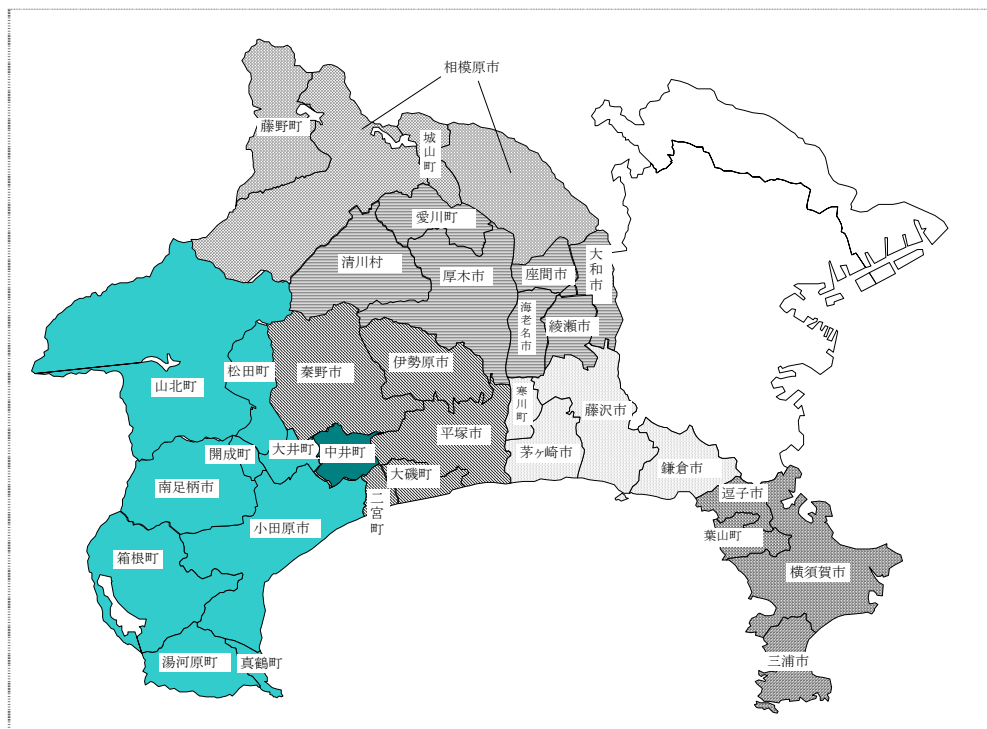 相模原市
藤野町
城山町
愛川町
清川村
厚木市
座間市
大和市
海老名市
綾瀬市
伊勢原市
秦野市
松田町
山北町
寒川町
藤沢市
平塚市
茅ヶ崎市
大井町
中井町
開成町
大磯町
二宮町
鎌倉市
南足柄市
小田原市
逗子市
葉山町
箱根町
横須賀市
湯河原町
真鶴町
三浦市